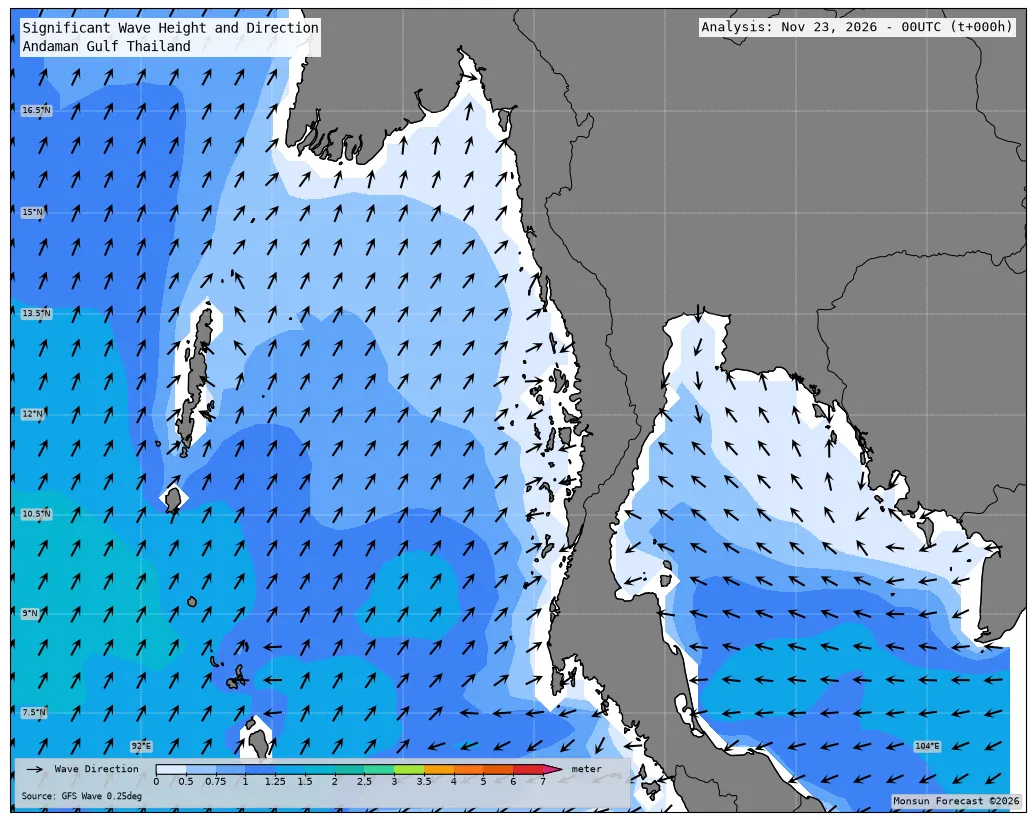 Significant Wave Height and Direction
Andaman Gulf Thailand
Analysis: Nov 23, 2026 - 00UTC (t+000h)
16.5°N
15°N
13.5°N
12°N
10.5°N
9°N
7.5°N
92°E
104°E
Wave Direction
0.5 0.75 1 1.25 1.5 2 2.5 3 3.5 4 5 6 7
meter
Source: GFS Wave 0.25deg
Monsun Forecast ©2026